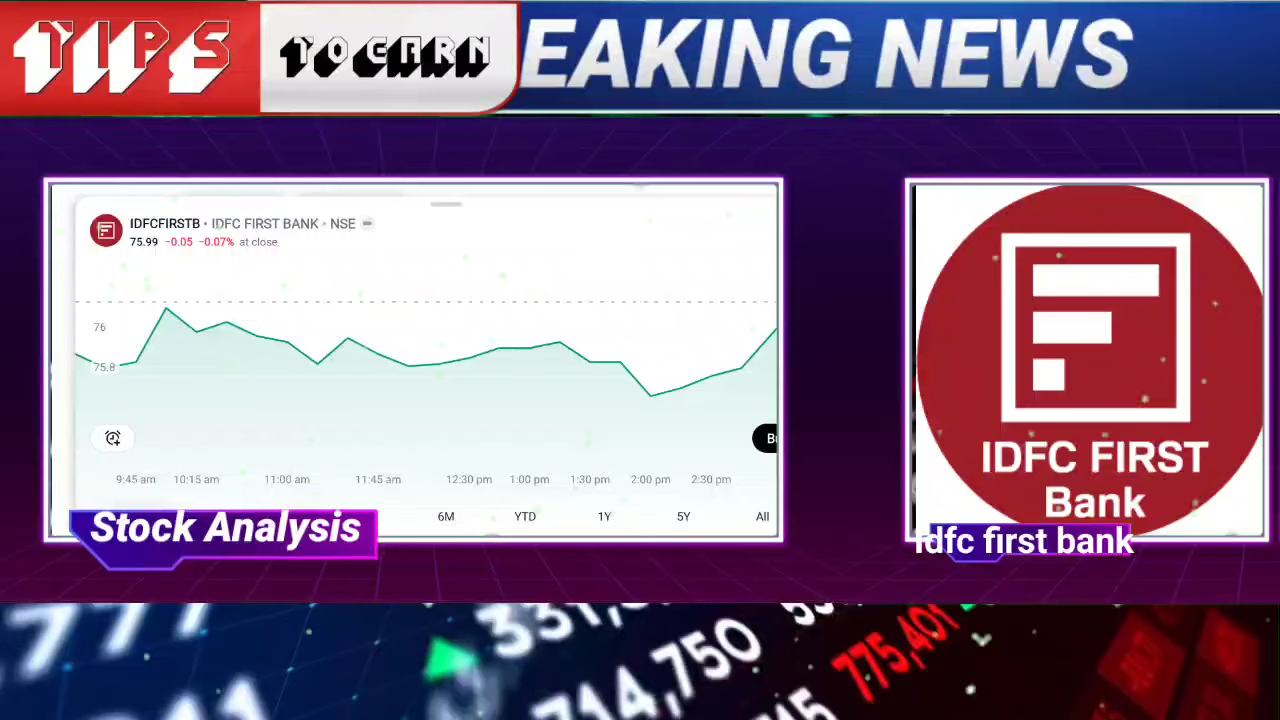 TIPS
TO EARN
EAKING NEWS
IDFCFIRSTB • IDFC FIRST BANK • NSE
75.99 −0.05 −0.07% at close
76
75.8
Bu
9:45 am 10:15 am 11:00 am 11:45 am 12:30 pm 1:00 pm 1:30 pm 2:00 pm 2:30 pm
6M YTD 1Y 5Y All
Stock Analysis
IDFC FIRST
Bank
idfc first bank
777
714,750
775,401